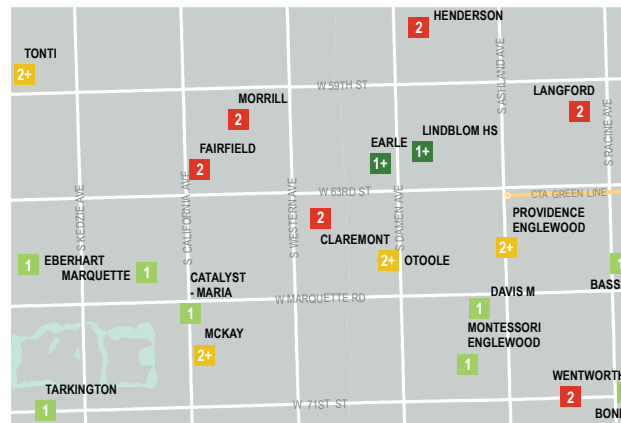 HENDERSON
2
TONTI
2+
W 59TH ST
S ASHLAND AVE
LANGFORD
2
MORRILL
2
S RACINE AVE
LINDBLOM HS
1+
EARLE
1+
FAIRFIELD
2
W 63RD ST
CTA GREEN LINE
S KEDZIE AVE
S CALIFORNIA AVE
S WESTERN AVE
S DAMEN AVE
2
CLAREMONT
PROVIDENCE
ENGLEWOOD
2+
1
EBERHART
MARQUETTE
1
2+
OTOOLE
1
BASS
CATALYST
- MARIA
1
W MARQUETTE RD
DAVIS M
1
MCKAY
2+
MONTESSORI
ENGLEWOOD
1
WENTWORTH
2
TARKINGTON
1
W 71ST ST
BON